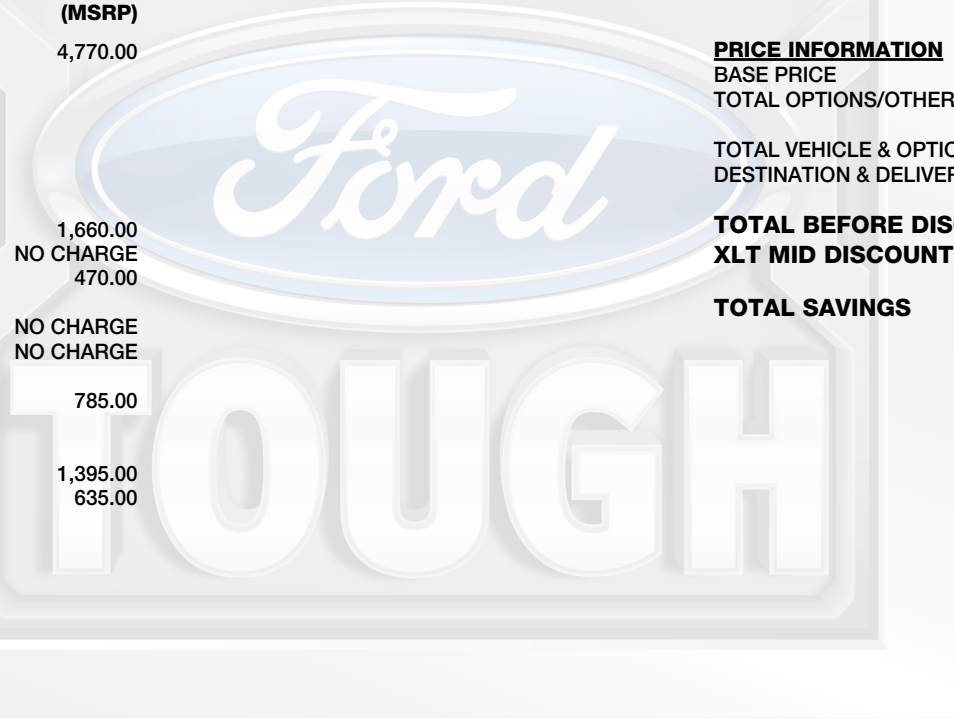 (MSRP)
4,770.00
1,660.00
NO CHARGE
470.00
NO CHARGE
NO CHARGE
785.00
1,395.00
635.00
PRICE INFORMATION
BASE PRICE
TOTAL OPTIONS/OTHER
TOTAL VEHICLE & OPTIO
DESTINATION & DELIVER
TOTAL BEFORE DIS
XLT MID DISCOUNT
TOTAL SAVINGS
Ford
TOUGH